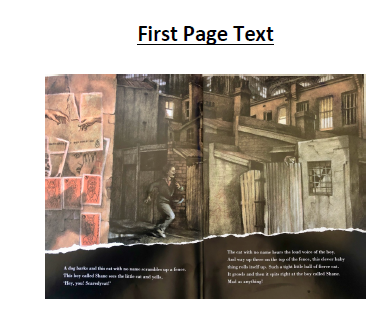 First Page Text
A dog barks and this cat with no name scrambles up a fence.
This boy called Shane sees the little cat and yells,
'Hey, you! Scaredycat!'
The cat with no name hears the loud voice of the boy.
And way up there on the top of the fence, this clever baby
thing rolls itself up. Such a tight little ball of fierce cat.
It growls and then it spits right at the boy called Shane.
Mad as anything!